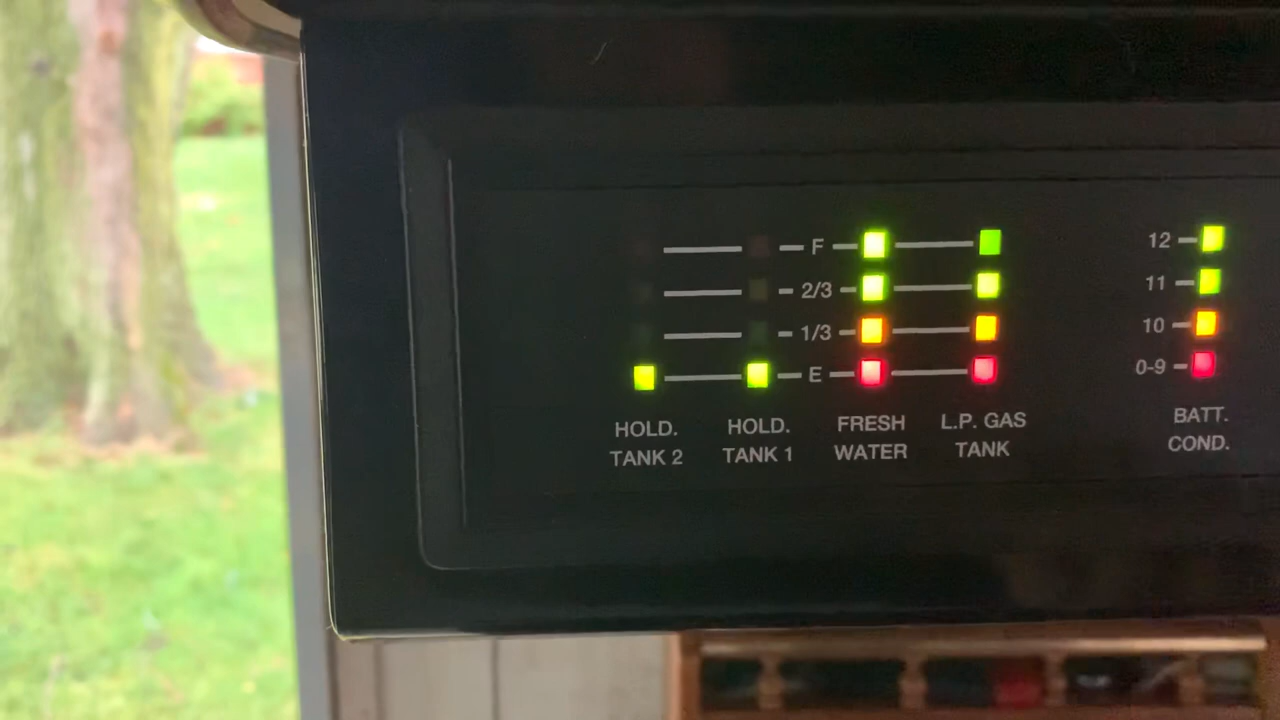 F
2/3
1/3
E
12
11
10
0-9
HOLD.
TANK 2
HOLD.
TANK 1
FRESH
WATER
L.P. GAS
TANK
BATT.
COND.